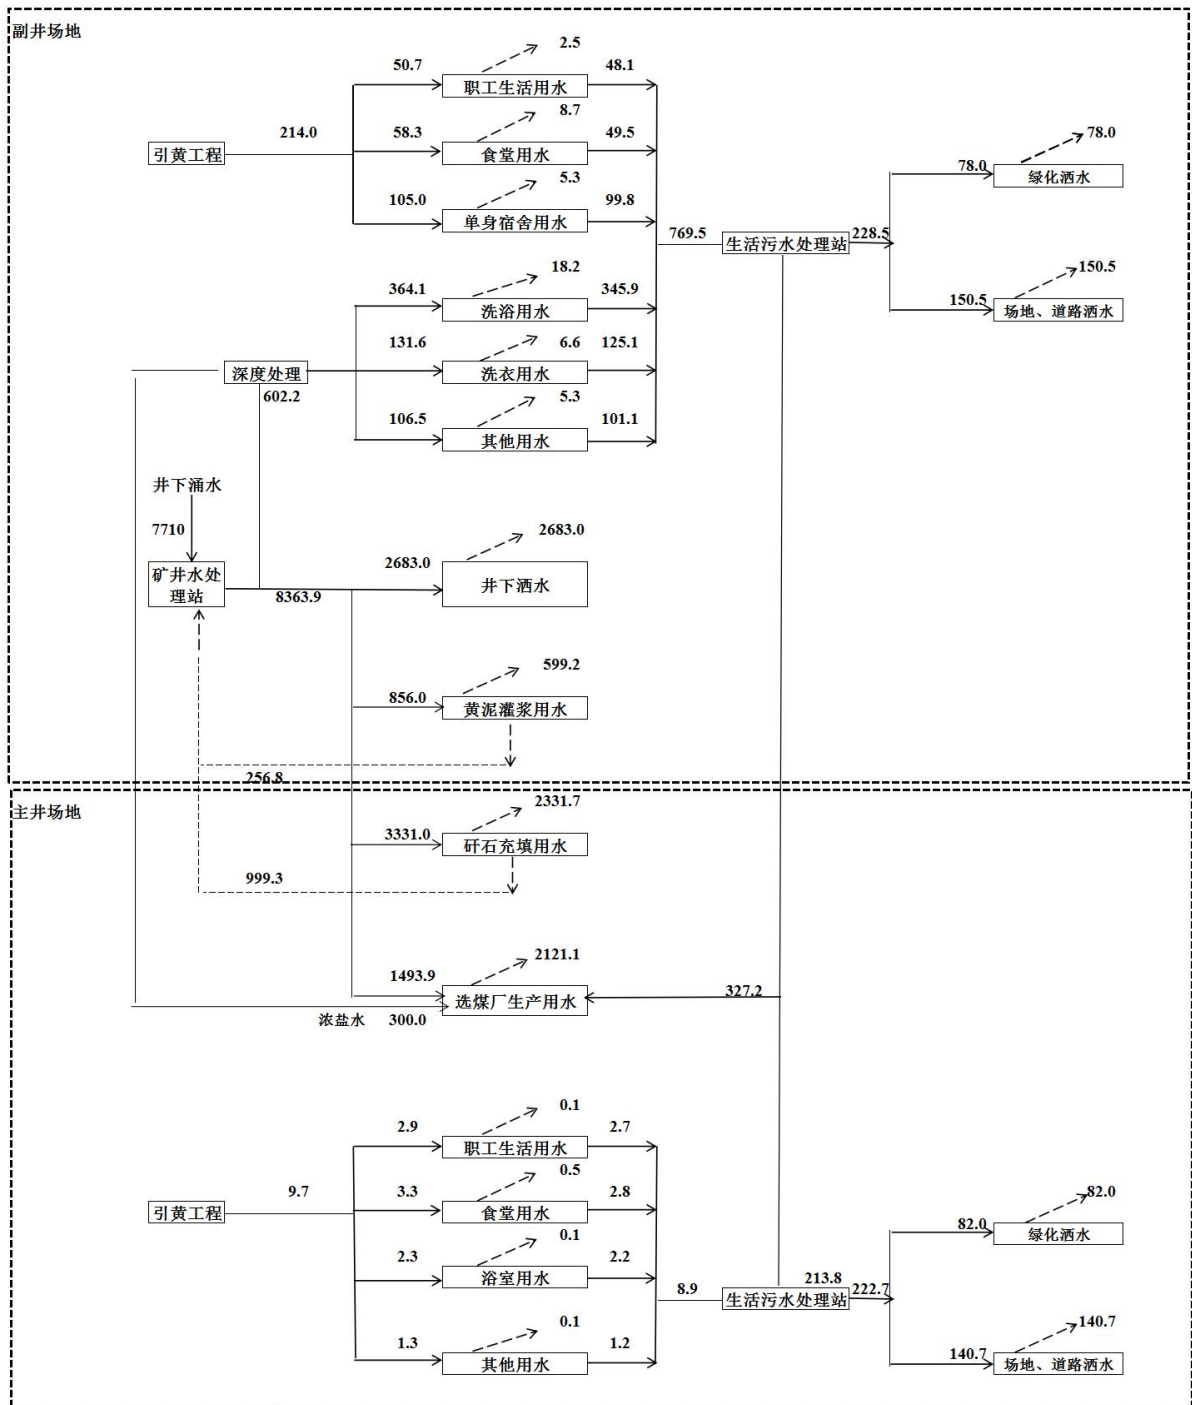 副井场地
2.5
50.7
职工生活用水
48.1
8.7
引黄工程
214.0
58.3
食堂用水
49.5
78.0
5.3
78.0
绿化洒水
105.0
单身宿舍用水
99.8
769.5
生活污水处理站
228.5
18.2
150.5
364.1
洗浴用水
345.9
150.5
场地、道路洒水
6.6
131.6
洗衣用水
125.1
深度处理
602.2
5.3
106.5
其他用水
101.1
井下涌水
7710
2683.0
2683.0
矿井水处
理站
8363.9
井下洒水
599.2
856.0
黄泥灌浆用水
256.8
主井场地
2331.7
3331.0
矸石充填用水
999.3
2121.1
1493.9
选煤厂生产用水
327.2
浓盐水
300.0
0.1
2.9
职工生活用水
2.7
0.5
引黄工程
9.7
3.3
食堂用水
2.8
82.0
82.0
绿化洒水
0.1
2.3
浴室用水
2.2
8.9
生活污水处理站
213.8
222.7
0.1
140.7
1.3
其他用水
1.2
140.7
场地、道路洒水